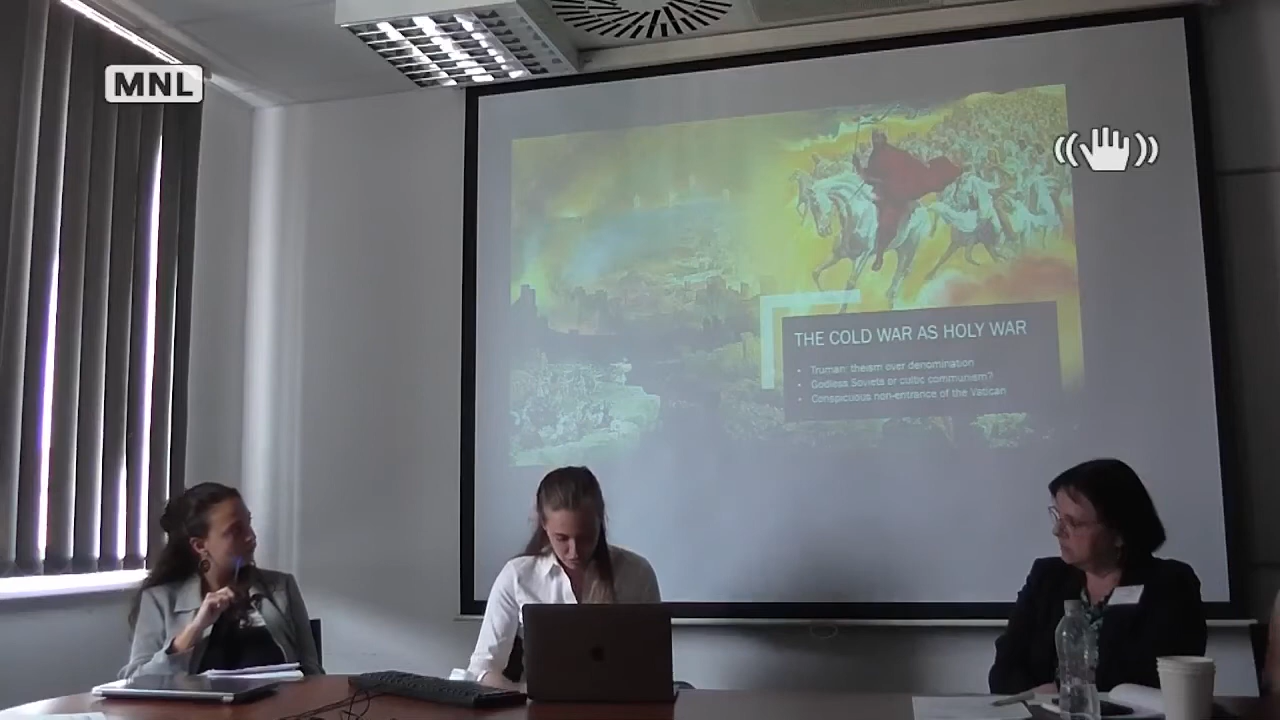 MNL
THE COLD WAR AS HOLY WAR
• Truman: theism over denomination
• Godless Soviets or cultic communism?
• Conspicuous non-entrance of the Vatican